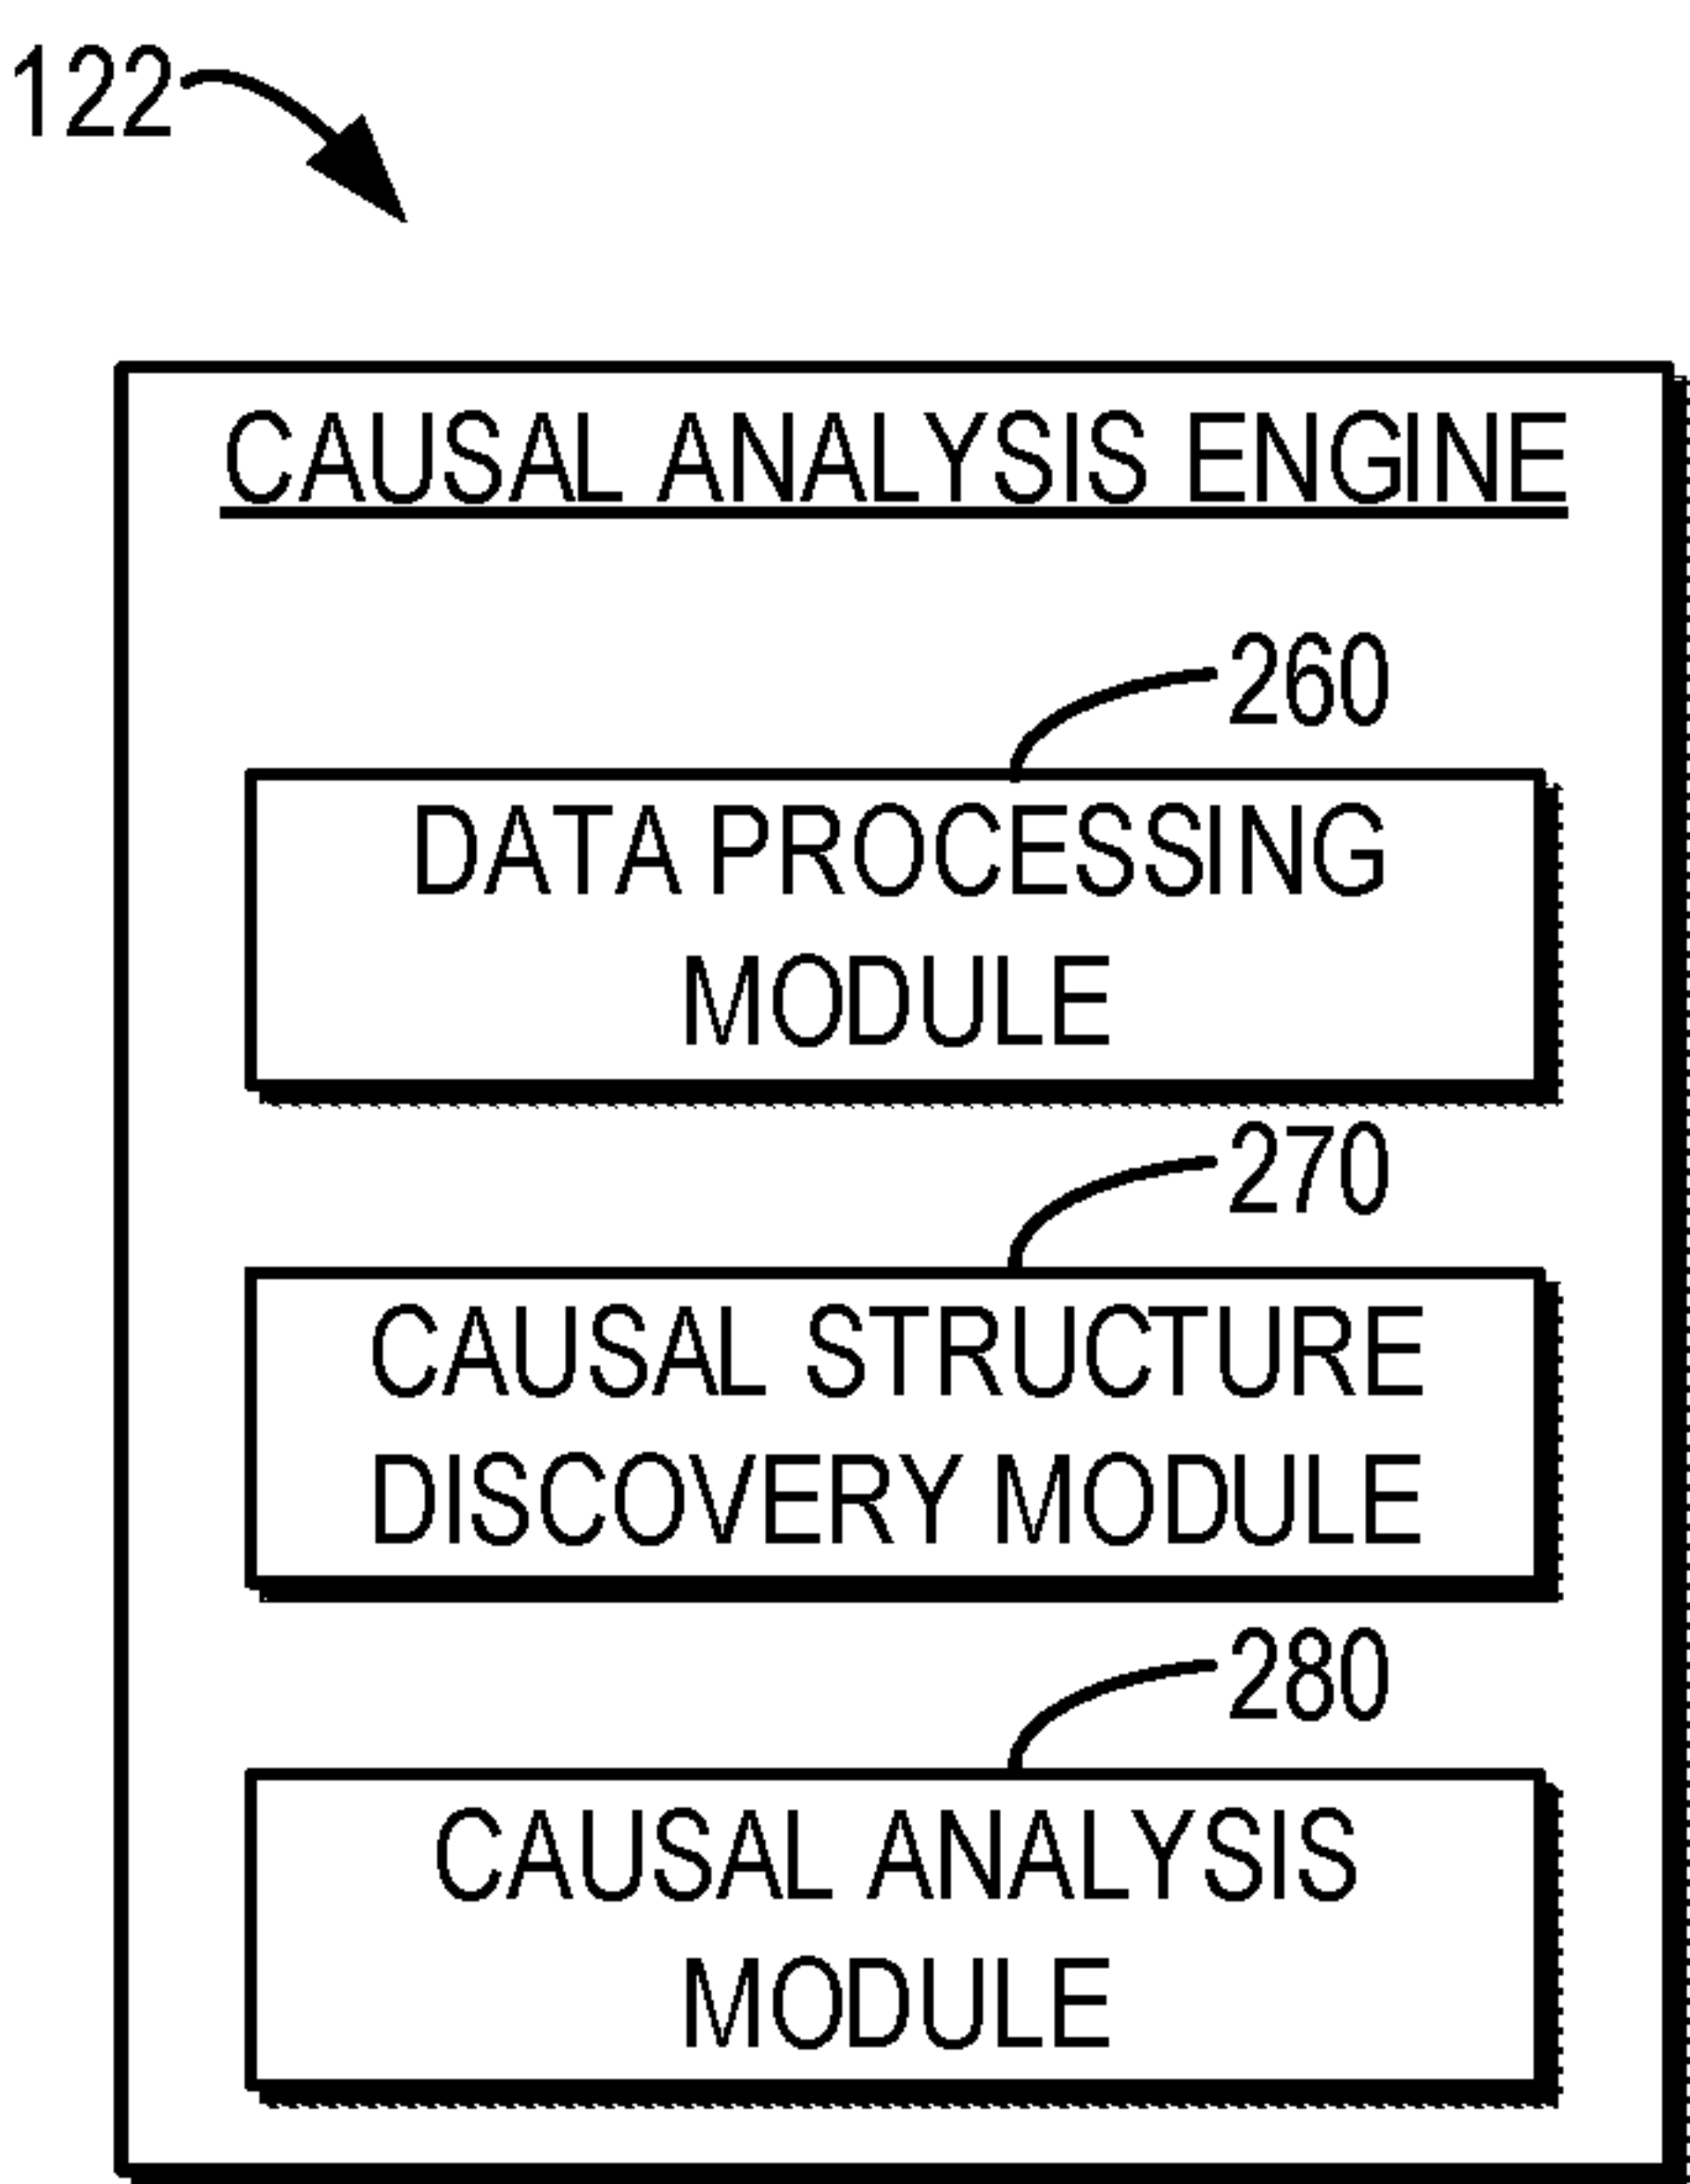 122
CAUSAL ANALYSIS ENGINE
260
DATA PROCESSING
MODULE
270
CAUSAL STRUCTURE
DISCOVERY MODULE
280
CAUSAL ANALYSIS
MODULE